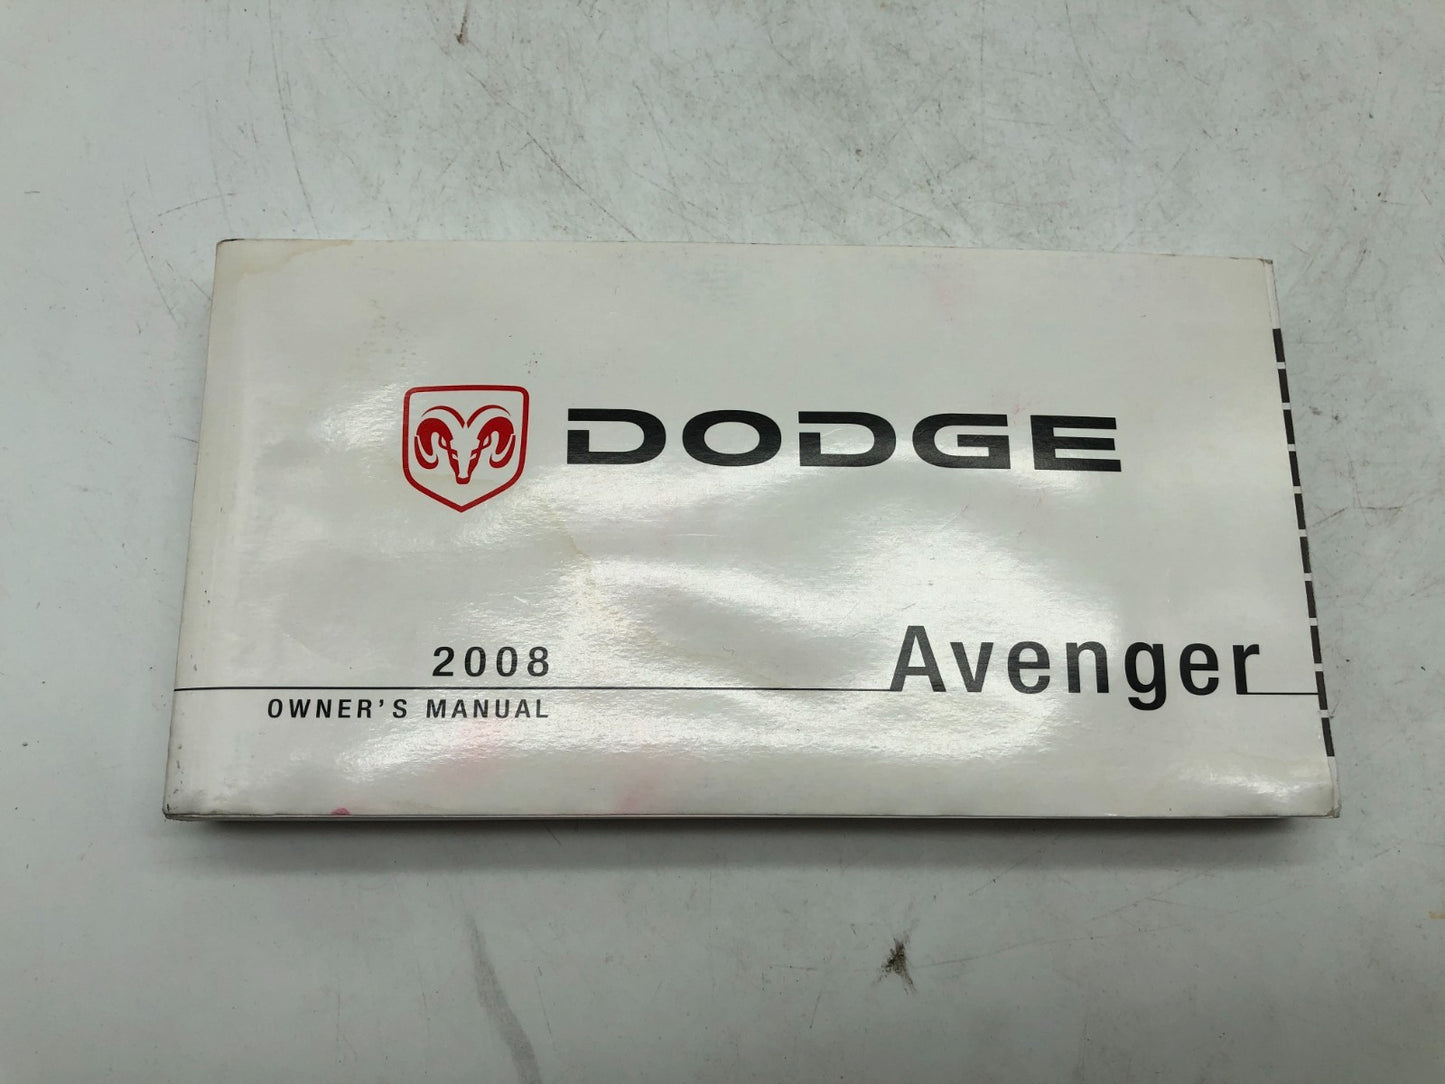 DODGE
2008
Avenger
OWNER'S MANUAL